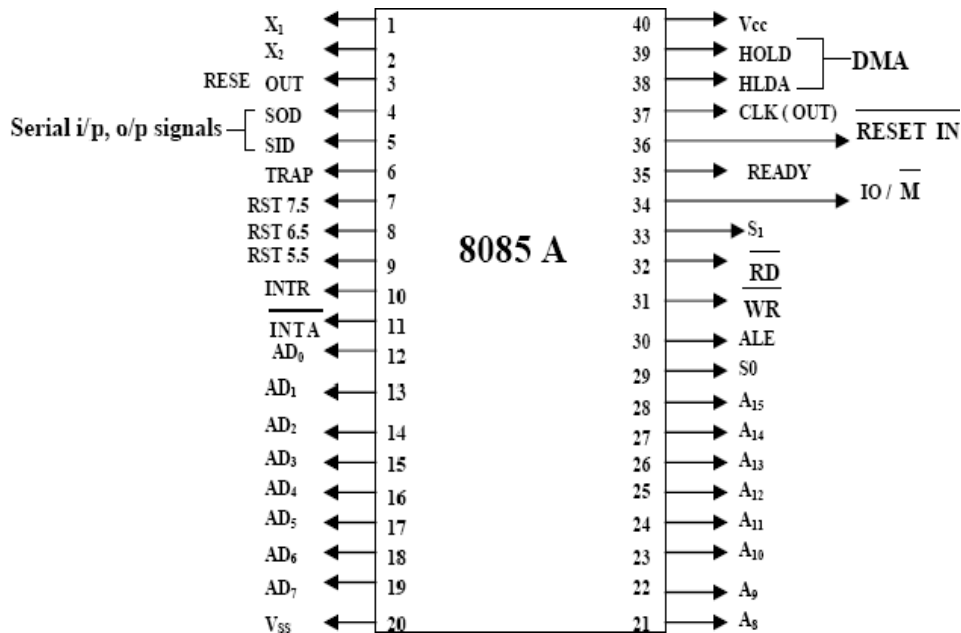 X₁ 1 40 Vcc
X₂ 2 39 HOLD
DMA
RESE OUT 3 38 HLDA
SOD 4 37 CLK ( OUT)
Serial i/p, o/p signals
SID 5 36 RESET IN
TRAP 6 35 READY
RST 7.5 7 34 IO / M
RST 6.5 8 33 S₁
8085 A
RST 5.5 9 32 RD
INTR 10 31 WR
INTA 11 30 ALE
AD₀ 12 29 S0
AD₁ 13 28 A₁₅
AD₂ 14 27 A₁₄
AD₃ 15 26 A₁₃
AD₄ 16 25 A₁₂
AD₅ 17 24 A₁₁
AD₆ 18 23 A₁₀
AD₇ 19 22 A₉
Vss 20 21 A₈